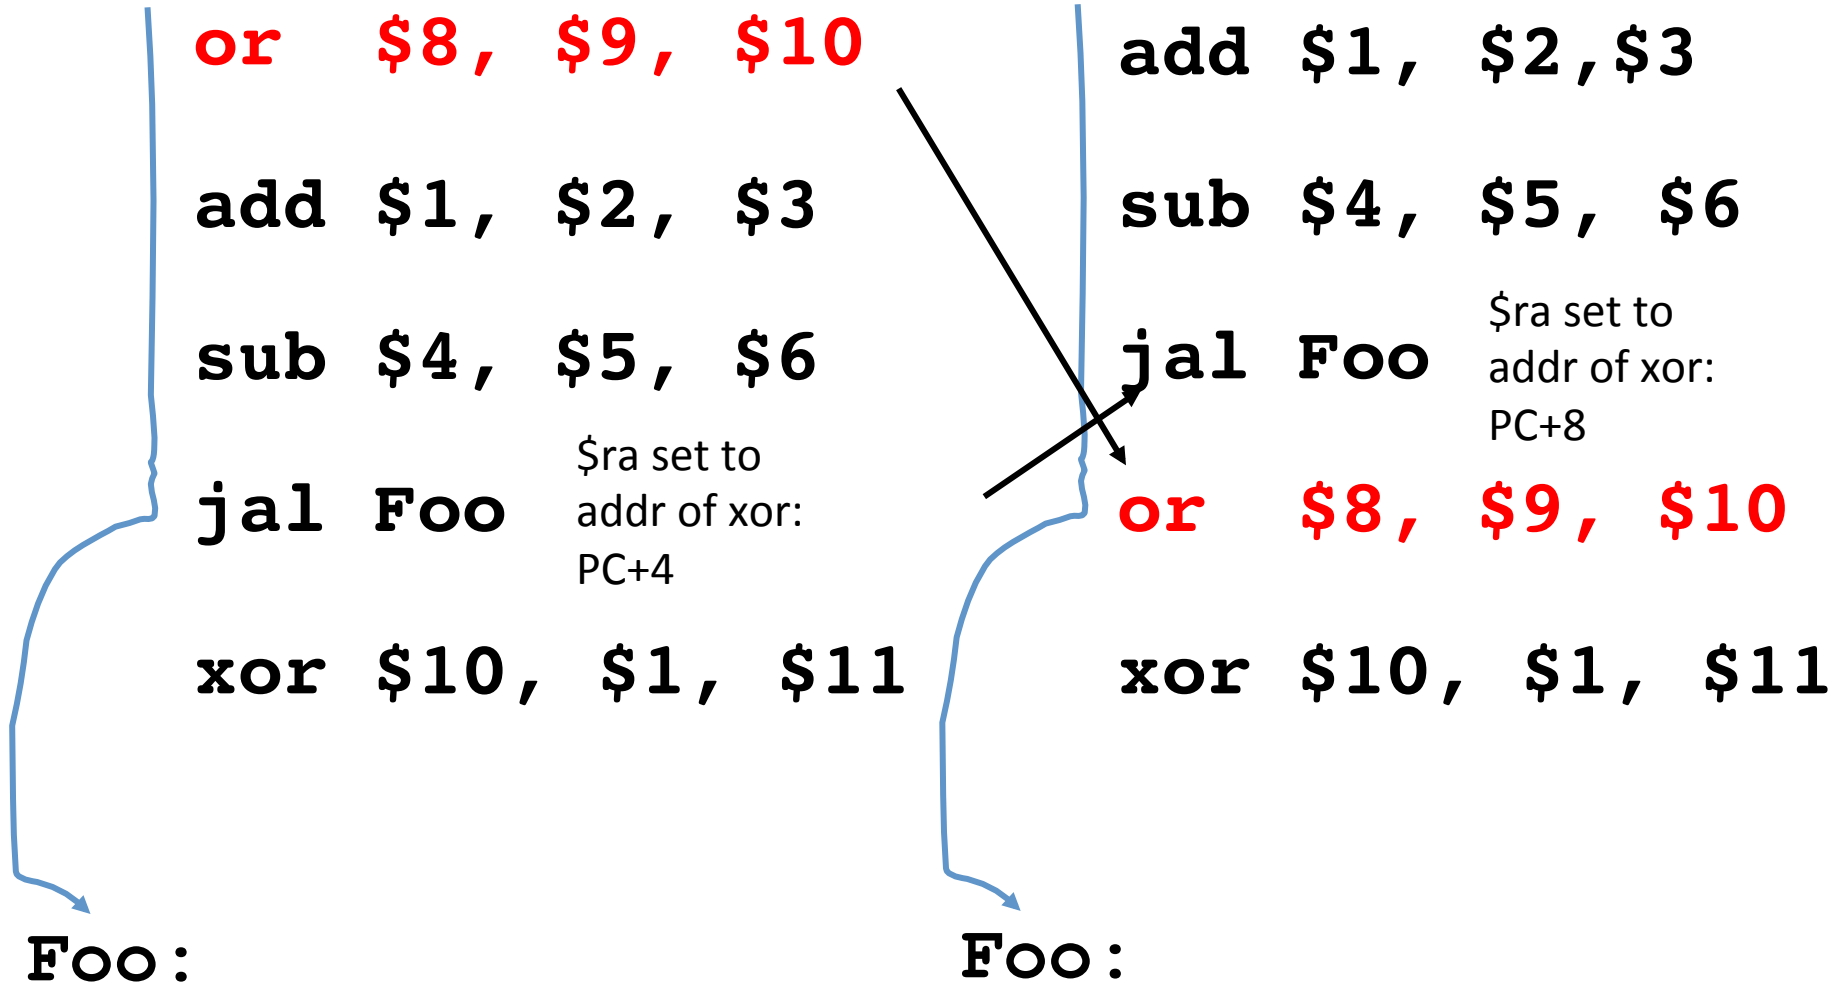 or $8, $9, $10
add $1, $2, $3
sub $4, $5, $6
jal Foo
$ra set to
addr of xor:
PC+4
xor $10, $1, $11
Foo:
add $1, $2,$3
sub $4, $5, $6
jal Foo
$ra set to
addr of xor:
PC+8
or $8, $9, $10
xor $10, $1, $11
Foo: